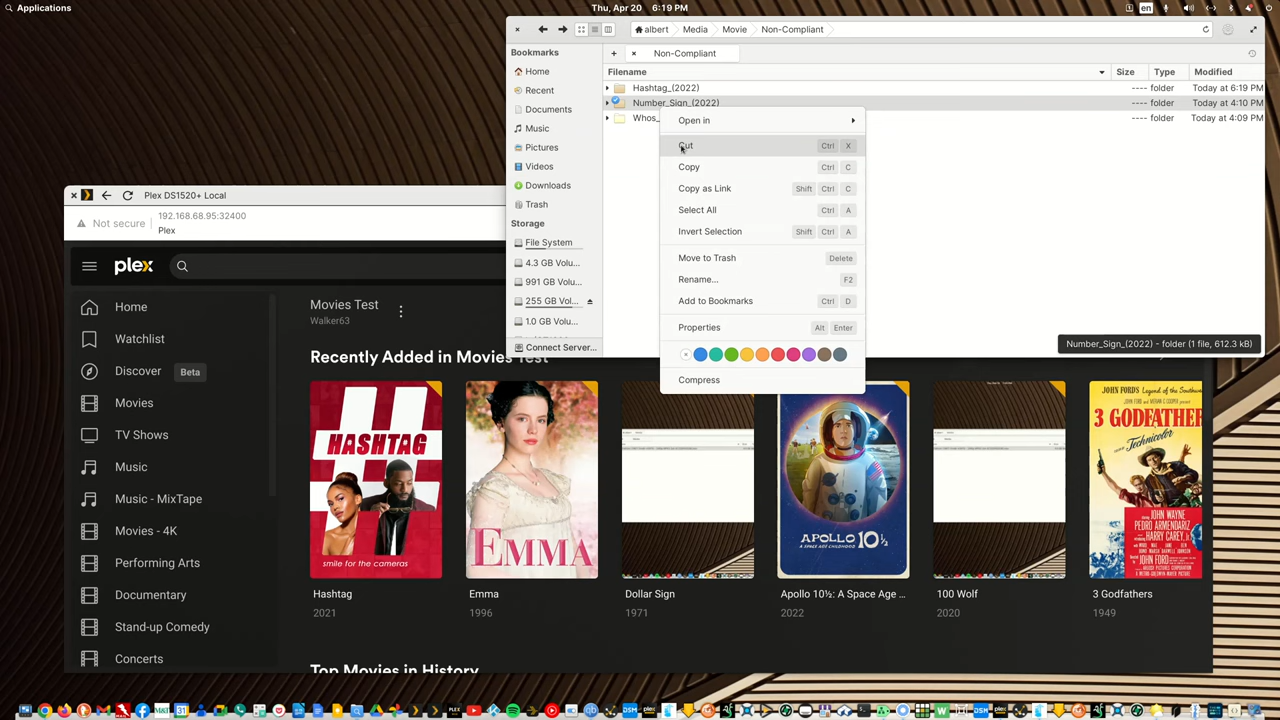 Applications
Thu, Apr 20 6:19 PM
en
albert Media Movie Non-Compliant
Non-Compliant
Bookmarks
Home
Recent
Documents
Music
Pictures
Videos
Downloads
Trash
Storage
File System
4.3 GB Volu...
991 GB Volu...
255 GB Vol...
1.0 GB Volu...
Connect Server...
Filename Size Type Modified
Hashtag_(2022) ---- folder Today at 6:19 PM
Number_Sign_(2022) ---- folder Today at 4:10 PM
Whos_ ---- folder Today at 4:09 PM
Open in
Cut Ctrl X
Copy Ctrl C
Copy as Link Shift Ctrl C
Select All Ctrl A
Invert Selection Shift Ctrl A
Move to Trash Delete
Rename... F2
Add to Bookmarks Ctrl D
Properties Alt Enter
Compress
Number_Sign_(2022) - folder (1 file, 612.3 kB)
Plex DS1520+ Local
Not secure
192.168.68.95:32400
Plex
plex
Home
Watchlist
Discover Beta
Movies
TV Shows
Music
Music - MixTape
Movies - 4K
Performing Arts
Documentary
Stand-up Comedy
Concerts
Movies Test
Walker63
Recently Added in Movies Test
HASHTAG
smile for the cameras
EMMA
APOLLO 10½
A SPACE AGE CHILDHOOD
JOHN FORD'S Legend of the Southwest
3 GODFATHERS
Technicolor
JOHN WAYNE
PEDRO ARMENDARIZ
HARRY CAREY, Jr.
Hashtag
2021
Emma
1996
Dollar Sign
1971
Apollo 10½: A Space Age ...
2022
100 Wolf
2020
3 Godfathers
1949
Top Movies in History